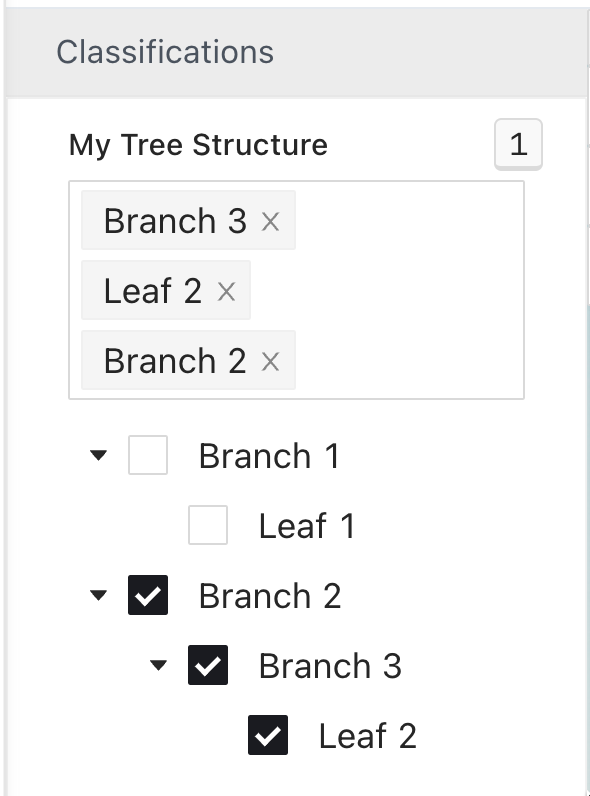 Classifications
My Tree Structure 1
Branch 3
Leaf 2
Branch 2
Branch 1
Leaf 1
Branch 2
Branch 3
Leaf 2